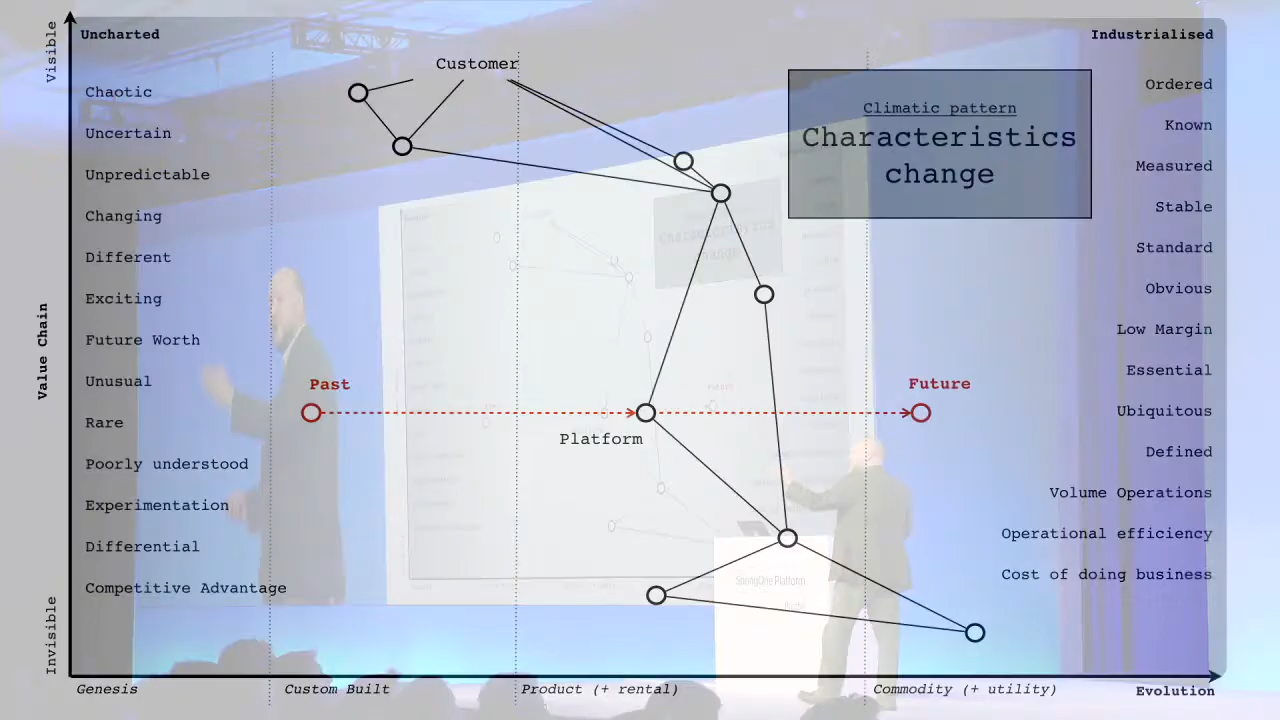 Visible
Uncharted
Industrialised
Customer
Chaotic
Uncertain
Unpredictable
Changing
Different
Exciting
Future Worth
Unusual
Rare
Poorly understood
Experimentation
Differential
Competitive Advantage
Climatic pattern
Characteristics
change
Ordered
Known
Measured
Stable
Standard
Obvious
Low Margin
Essential
Ubiquitous
Defined
Volume Operations
Operational efficiency
Cost of doing business
Value Chain
Past
Future
Platform
SpringOne Platform
Invisible
Genesis
Custom Built
Product (+ rental)
Commodity (+ utility)
Evolution